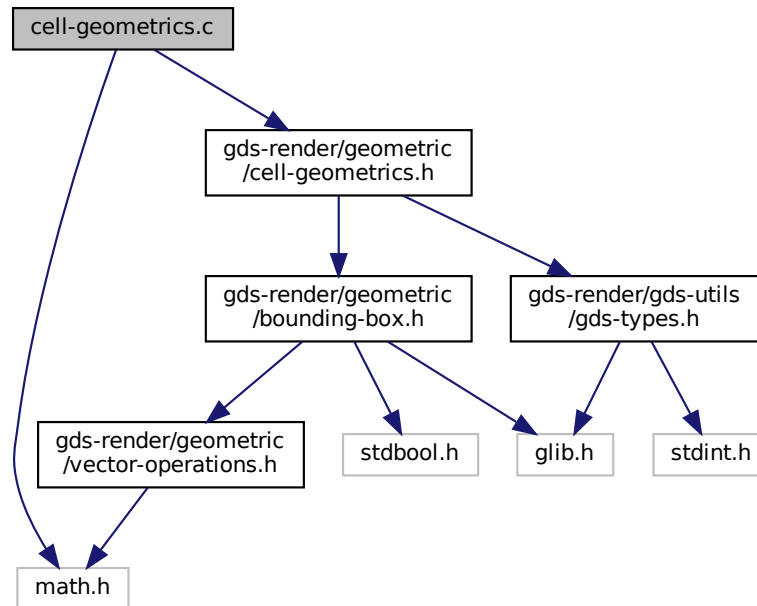 cell-geometrics.c
gds-render/geometric
/cell-geometrics.h
gds-render/geometric
/bounding-box.h
gds-render/gds-utils
/gds-types.h
gds-render/geometric
/vector-operations.h
stdbool.h
glib.h
stdint.h
math.h